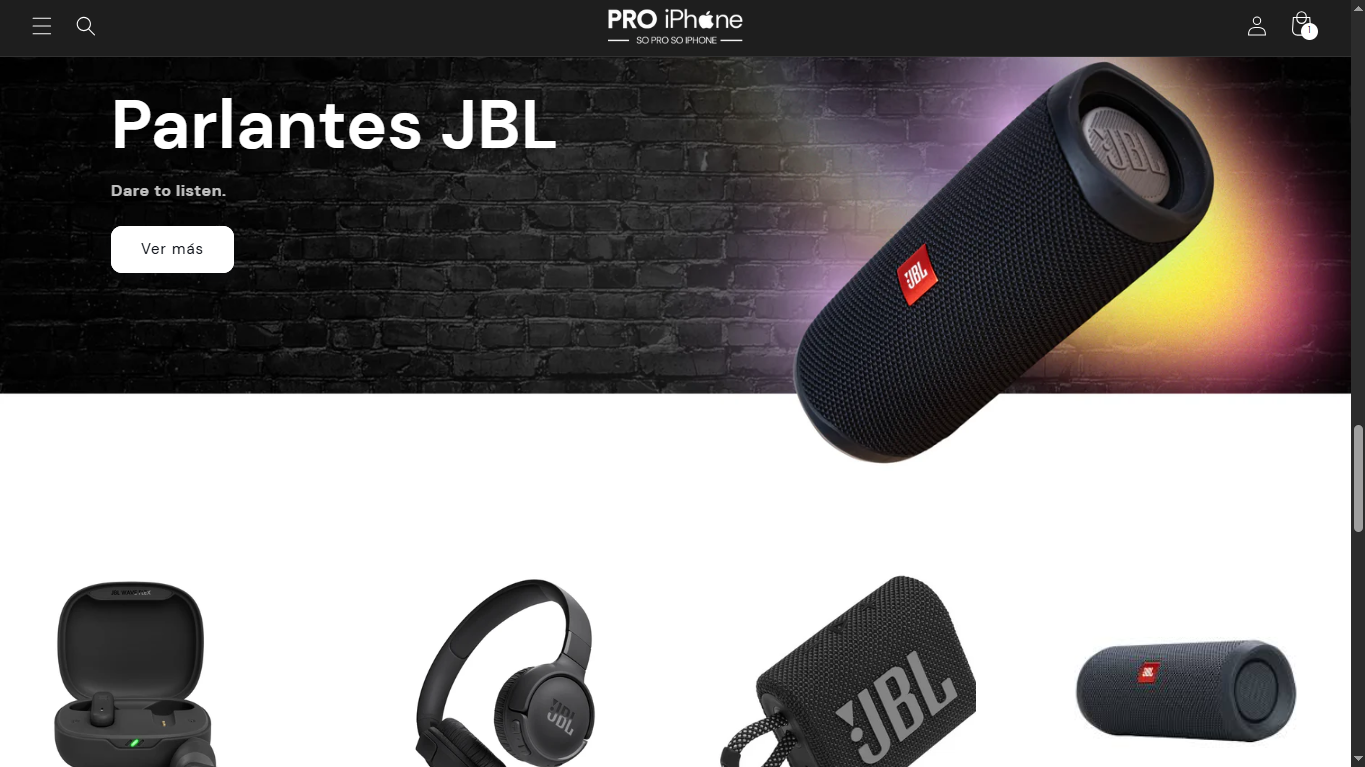 PRO iPhone
SO PRO SO IPHONE
1
Parlantes JBL
Dare to listen.
Ver más
JBL
JBL
JBL
JBL
JBL